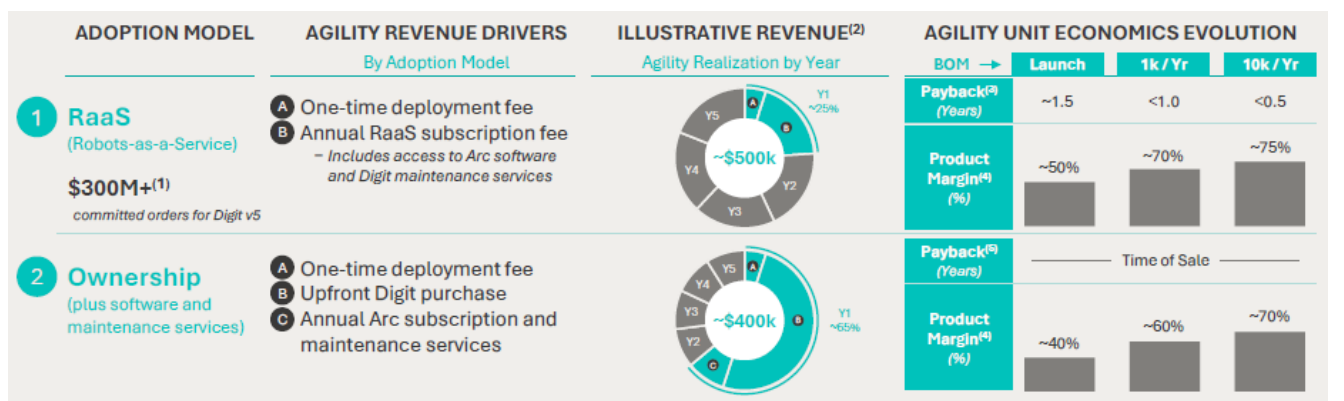 ADOPTION MODEL
AGILITY REVENUE DRIVERS
By Adoption Model
ILLUSTRATIVE REVENUE(2)
Agility Realization by Year
AGILITY UNIT ECONOMICS EVOLUTION
BOM → Launch 1k / Yr 10k / Yr
1
RaaS
(Robots-as-a-Service)
$300M+(1)
committed orders for Digit v5
A One-time deployment fee
B Annual RaaS subscription fee
– Includes access to Arc software
and Digit maintenance services
Y1
~25%
A
B
Y2
Y3
Y4
Y5
~$500k
Payback(3)
(Years)
~1.5 <1.0 <0.5
Product
Margin(4)
(%)
~50% ~70% ~75%
2
Ownership
(plus software and
maintenance services)
A One-time deployment fee
B Upfront Digit purchase
C Annual Arc subscription and
maintenance services
Y1
~65%
A
B
C
Y2
Y3
Y4
Y5
~$400k
Payback(5)
(Years)
Time of Sale
Product
Margin(4)
(%)
~40% ~60% ~70%